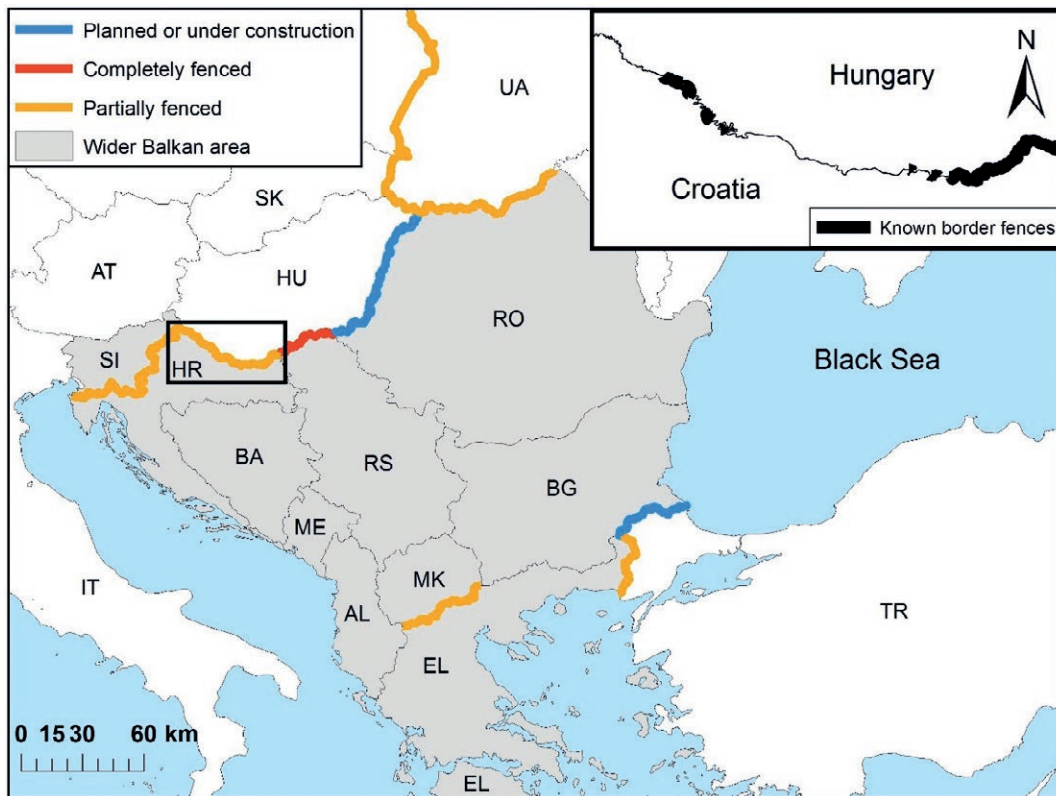 Planned or under construction
Completely fenced
Partially fenced
Wider Balkan area
UA
Hungary
N
Croatia
Known border fences
SK
AT
HU
RO
SI
HR
Black Sea
BA
RS
BG
ME
IT
MK
AL
TR
EL
0 15 30 60 km
EL